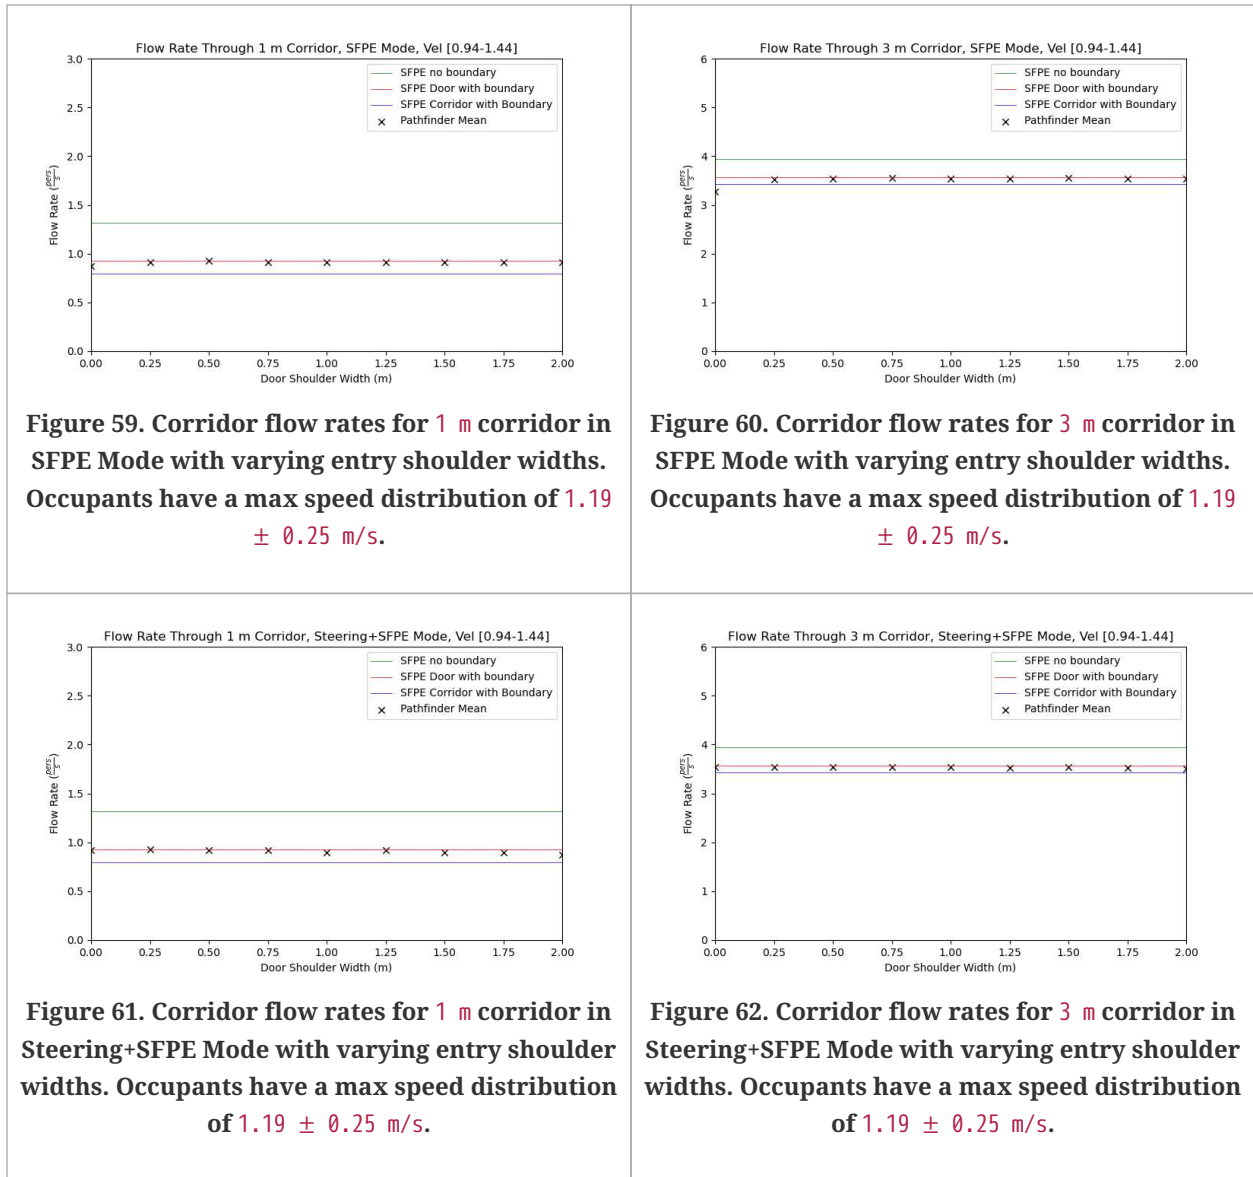 Flow Rate Through 1 m Corridor, SFPE Mode, Vel [0.94-1.44]
3.0
2.5
2.0
1.5
1.0
0.5
0.0
Flow Rate (pers/s)
SFPE no boundary
SFPE Door with boundary
SFPE Corridor with Boundary
Pathfinder Mean
0.00 0.25 0.50 0.75 1.00 1.25 1.50 1.75 2.00
Door Shoulder Width (m)
Figure 59. Corridor flow rates for 1 m corridor in
SFPE Mode with varying entry shoulder widths.
Occupants have a max speed distribution of 1.19
± 0.25 m/s.
Flow Rate Through 3 m Corridor, SFPE Mode, Vel [0.94-1.44]
6
5
4
3
2
1
0
Flow Rate (pers/s)
SFPE no boundary
SFPE Door with boundary
SFPE Corridor with Boundary
Pathfinder Mean
0.00 0.25 0.50 0.75 1.00 1.25 1.50 1.75 2.00
Door Shoulder Width (m)
Figure 60. Corridor flow rates for 3 m corridor in
SFPE Mode with varying entry shoulder widths.
Occupants have a max speed distribution of 1.19
± 0.25 m/s.
Flow Rate Through 1 m Corridor, Steering+SFPE Mode, Vel [0.94-1.44]
3.0
2.5
2.0
1.5
1.0
0.5
0.0
Flow Rate (pers/s)
SFPE no boundary
SFPE Door with boundary
SFPE Corridor with Boundary
Pathfinder Mean
0.00 0.25 0.50 0.75 1.00 1.25 1.50 1.75 2.00
Door Shoulder Width (m)
Figure 61. Corridor flow rates for 1 m corridor in
Steering+SFPE Mode with varying entry shoulder
widths. Occupants have a max speed distribution
of 1.19 ± 0.25 m/s.
Flow Rate Through 3 m Corridor, Steering+SFPE Mode, Vel [0.94-1.44]
6
5
4
3
2
1
0
Flow Rate (pers/s)
SFPE no boundary
SFPE Door with boundary
SFPE Corridor with Boundary
Pathfinder Mean
0.00 0.25 0.50 0.75 1.00 1.25 1.50 1.75 2.00
Door Shoulder Width (m)
Figure 62. Corridor flow rates for 3 m corridor in
Steering+SFPE Mode with varying entry shoulder
widths. Occupants have a max speed distribution
of 1.19 ± 0.25 m/s.